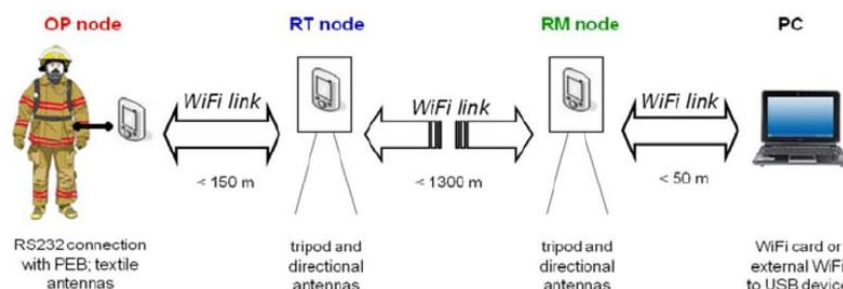 OP node
RT node
RM node
PC
WiFi link
WiFi link
WiFi link
< 150 m
< 1300 m
< 50 m
RS232 connection
with PEB; textile
antennas
tripod and
directional
antennas
tripod and
directional
antennas
WiFi card or
external WiFi
to USB device